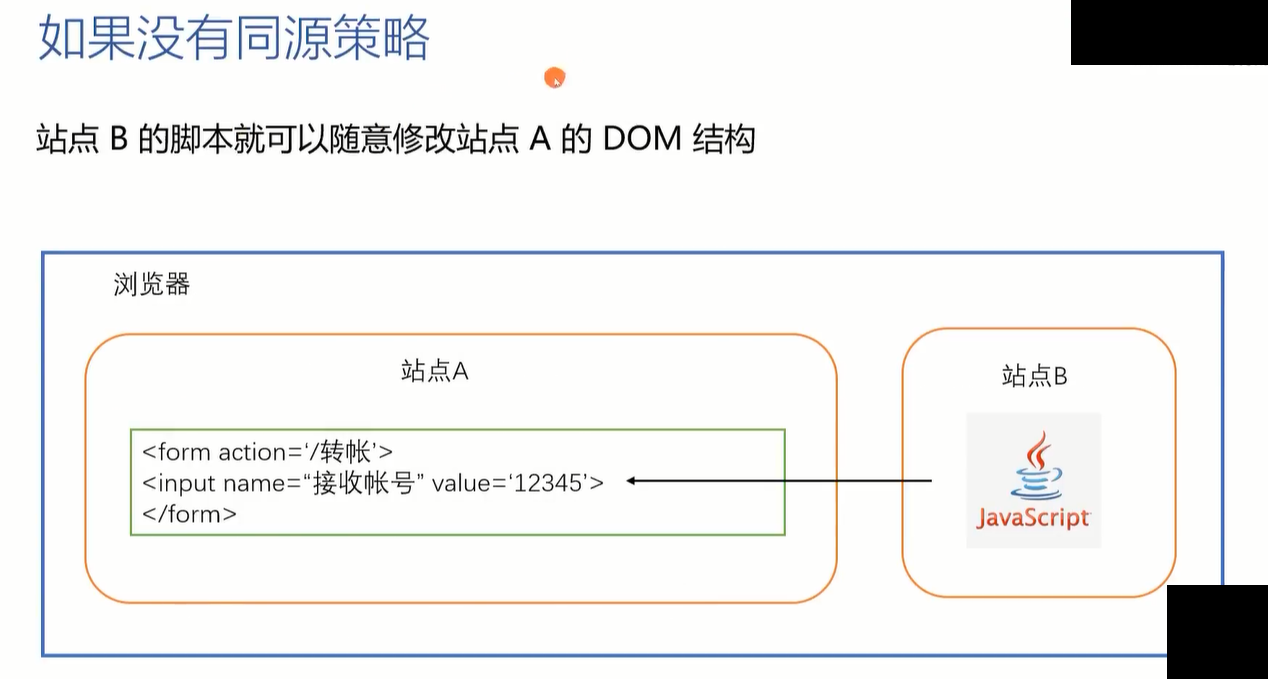 如果没有同源策略
站点 B 的脚本就可以随意修改站点 A 的 DOM 结构
浏览器
站点A
<form action=‘/转帐’>
<input name=“接收帐号” value=‘12345’>
</form>
站点B
JavaScript